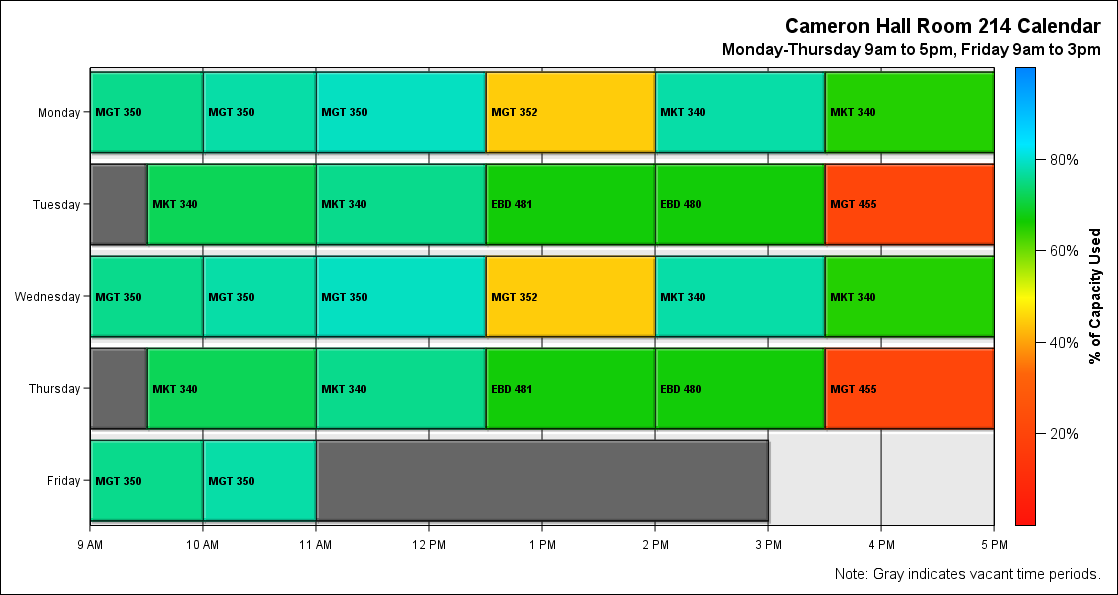 Cameron Hall Room 214 Calendar
Monday-Thursday 9am to 5pm, Friday 9am to 3pm
Monday MGT 350 MGT 350 MGT 350 MGT 352 MKT 340 MKT 340
Tuesday MKT 340 MKT 340 EBD 481 EBD 480 MGT 455
Wednesday MGT 350 MGT 350 MGT 350 MGT 352 MKT 340 MKT 340
Thursday MKT 340 MKT 340 EBD 481 EBD 480 MGT 455
Friday MGT 350 MGT 350
9 AM 10 AM 11 AM 12 PM 1 PM 2 PM 3 PM 4 PM 5 PM
80%
60%
40%
20%
% of Capacity Used
Note: Gray indicates vacant time periods.